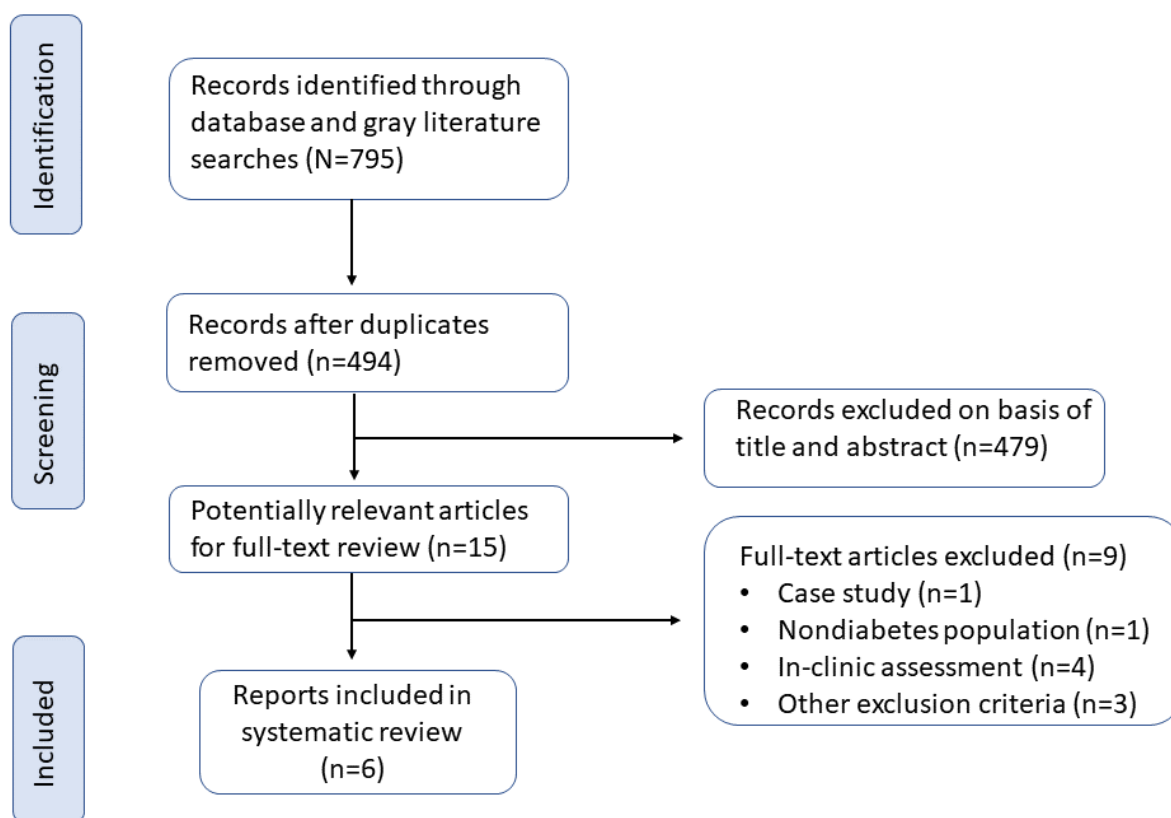 Identification
Records identified through
database and gray literature
searches (N=795)
Screening
Records after duplicates
removed (n=494)
Records excluded on basis of
title and abstract (n=479)
Potentially relevant articles
for full-text review (n=15)
Full-text articles excluded (n=9)
• Case study (n=1)
• Nondiabetes population (n=1)
• In-clinic assessment (n=4)
• Other exclusion criteria (n=3)
Included
Reports included in
systematic review
(n=6)